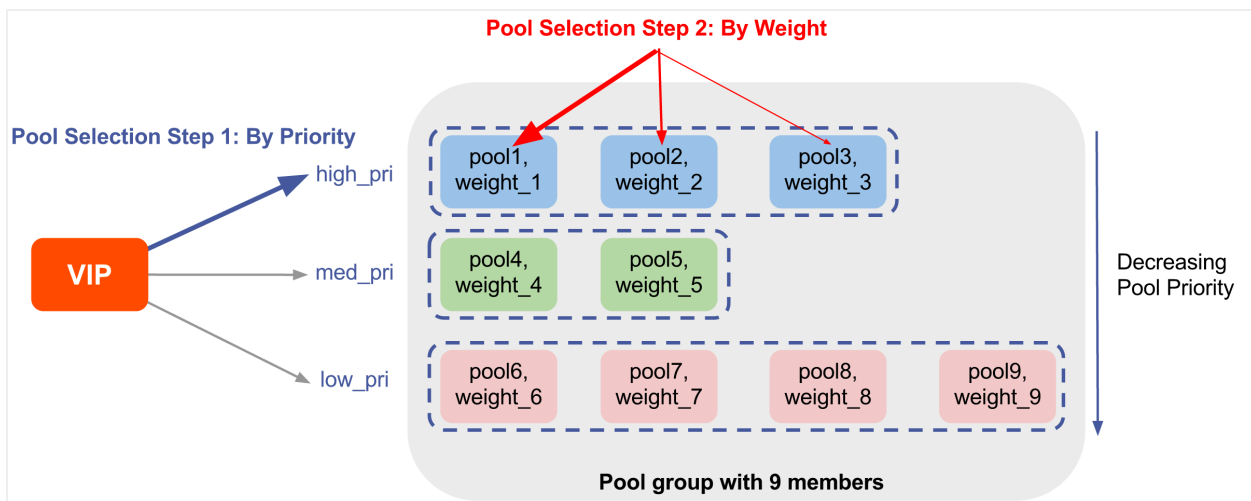 Pool Selection Step 2: By Weight
Pool Selection Step 1: By Priority
high_pri
med_pri
low_pri
VIP
pool1,
weight_1
pool2,
weight_2
pool3,
weight_3
pool4,
weight_4
pool5,
weight_5
pool6,
weight_6
pool7,
weight_7
pool8,
weight_8
pool9,
weight_9
Decreasing
Pool Priority
Pool group with 9 members